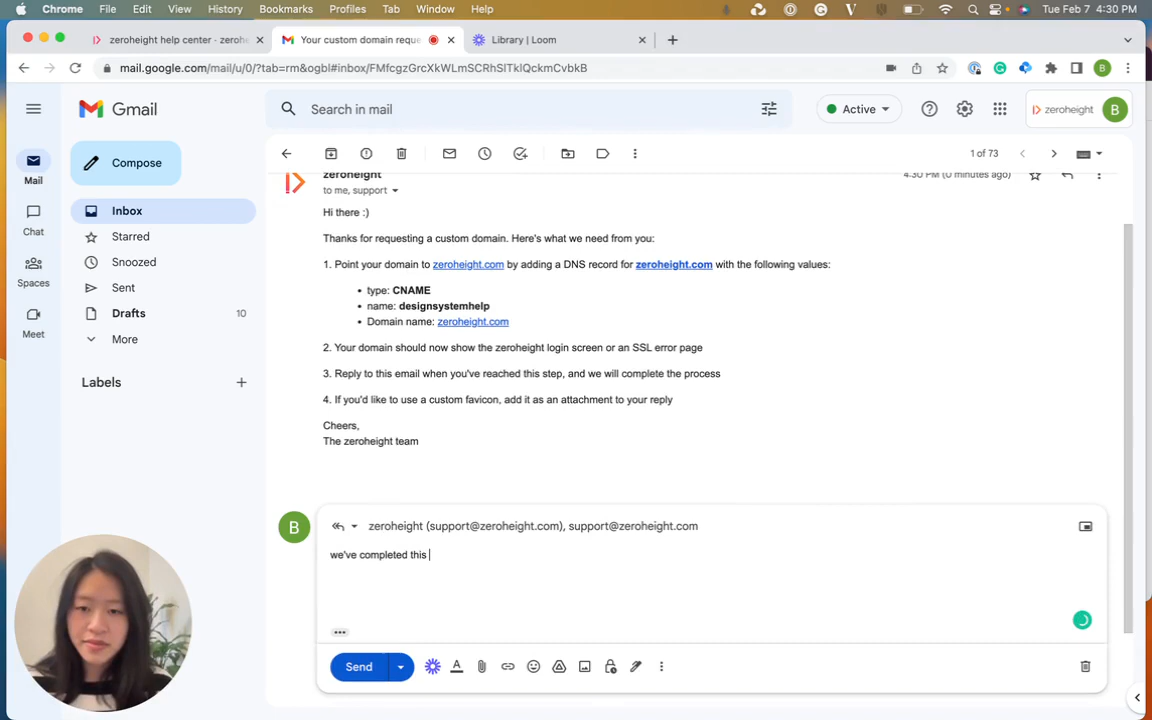 Chrome File Edit View History Bookmarks Profiles Tab Window Help Tue Feb 7 4:30 PM
zeroheight help center · zerohe
Your custom domain reque
Library | Loom
mail.google.com/mail/u/0/?tab=rm&ogbl#inbox/FMfcgzGrcXkWLmSCRhSlTklQckmCvbkB
B
Gmail
Search in mail
Active
zeroheight
B
Compose
1 of 73
Mail
Inbox
Starred
Snoozed
Sent
Drafts 10
More
Labels
Chat
Spaces
Meet
zeroheight
4:30 PM (0 minutes ago)
to me, support
Hi there :)
Thanks for requesting a custom domain. Here's what we need from you:
1. Point your domain to zeroheight.com by adding a DNS record for zeroheight.com with the following values:
• type: CNAME
• name: designsystemhelp
• Domain name: zeroheight.com
2. Your domain should now show the zeroheight login screen or an SSL error page
3. Reply to this email when you've reached this step, and we will complete the process
4. If you'd like to use a custom favicon, add it as an attachment to your reply
Cheers,
The zeroheight team
B
zeroheight (support@zeroheight.com), support@zeroheight.com
we've completed this
Send